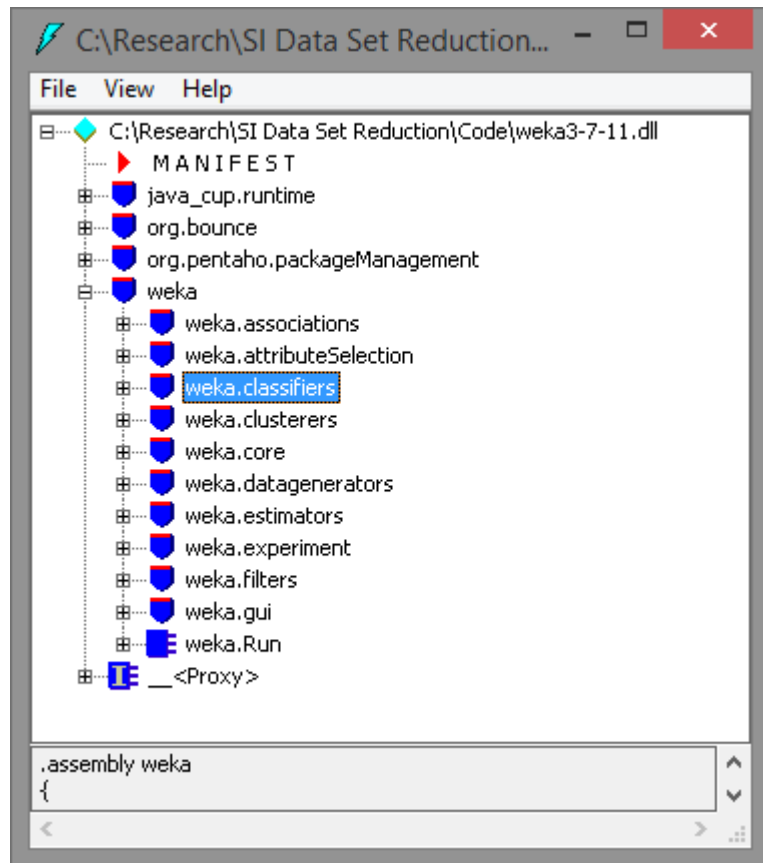 C:\Research\SI Data Set Reduction...
File View Help
C:\Research\SI Data Set Reduction\Code\weka3-7-11.dll
M A N I F E S T
java_cup.runtime
org.bounce
org.pentaho.packageManagement
weka
weka.associations
weka.attributeSelection
weka.classifiers
weka.clusterers
weka.core
weka.datagenerators
weka.estimators
weka.experiment
weka.filters
weka.gui
weka.Run
__<Proxy>
.assembly weka
{